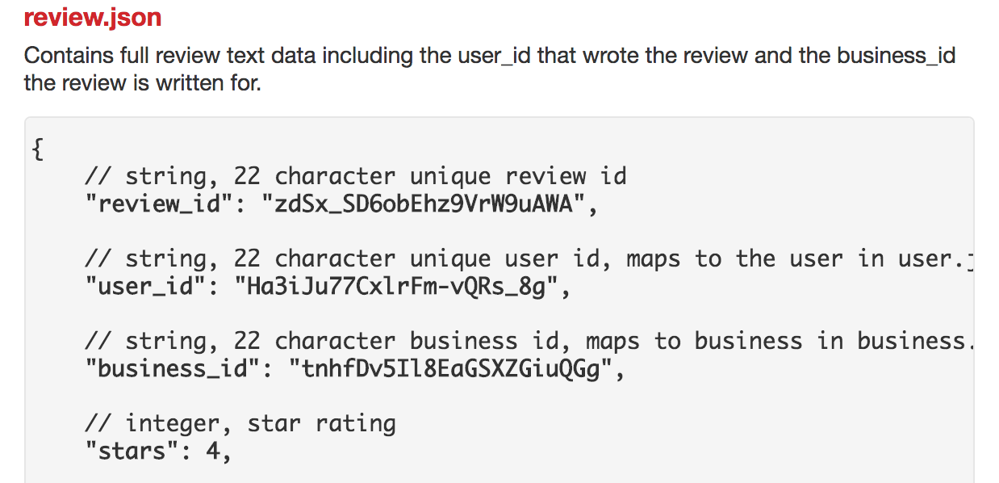 review.json
Contains full review text data including the user_id that wrote the review and the business_id
the review is written for.
{
// string, 22 character unique review id
"review_id": "zdSx_SD6obEhz9VrW9uAWA",
// string, 22 character unique user id, maps to the user in user.j
"user_id": "Ha3iJu77CxlrFm-vQRs_8g",
// string, 22 character business id, maps to business in business.
"business_id": "tnhfDv5Il8EaGSXZGiuQGg",
// integer, star rating
"stars": 4,